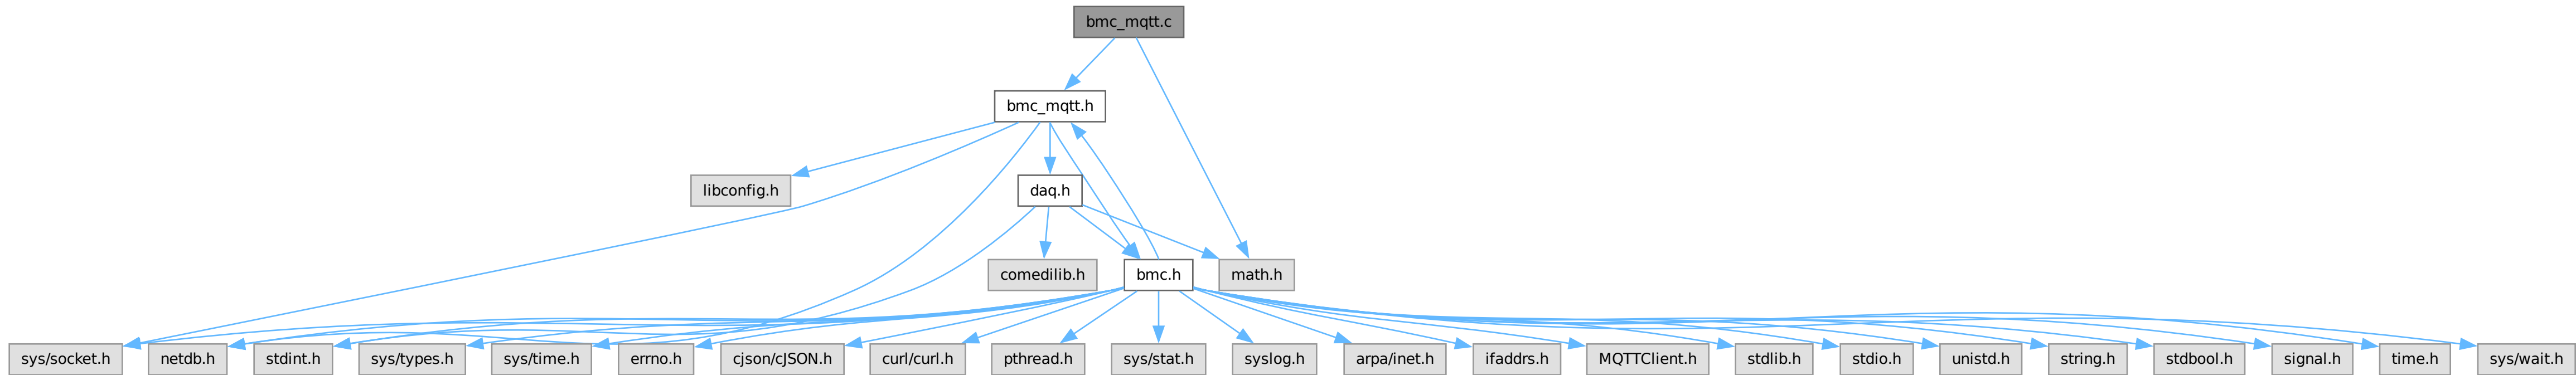 bmc_mqtt.c
bmc_mqtt.h
libconfig.h
daq.h
comedilib.h
bmc.h
math.h
sys/socket.h
netdb.h
stdint.h
sys/types.h
sys/time.h
errno.h
cjson/cJSON.h
curl/curl.h
pthread.h
sys/stat.h
syslog.h
arpa/inet.h
ifaddrs.h
MQTTClient.h
stdlib.h
stdio.h
unistd.h
string.h
stdbool.h
signal.h
time.h
sys/wait.h